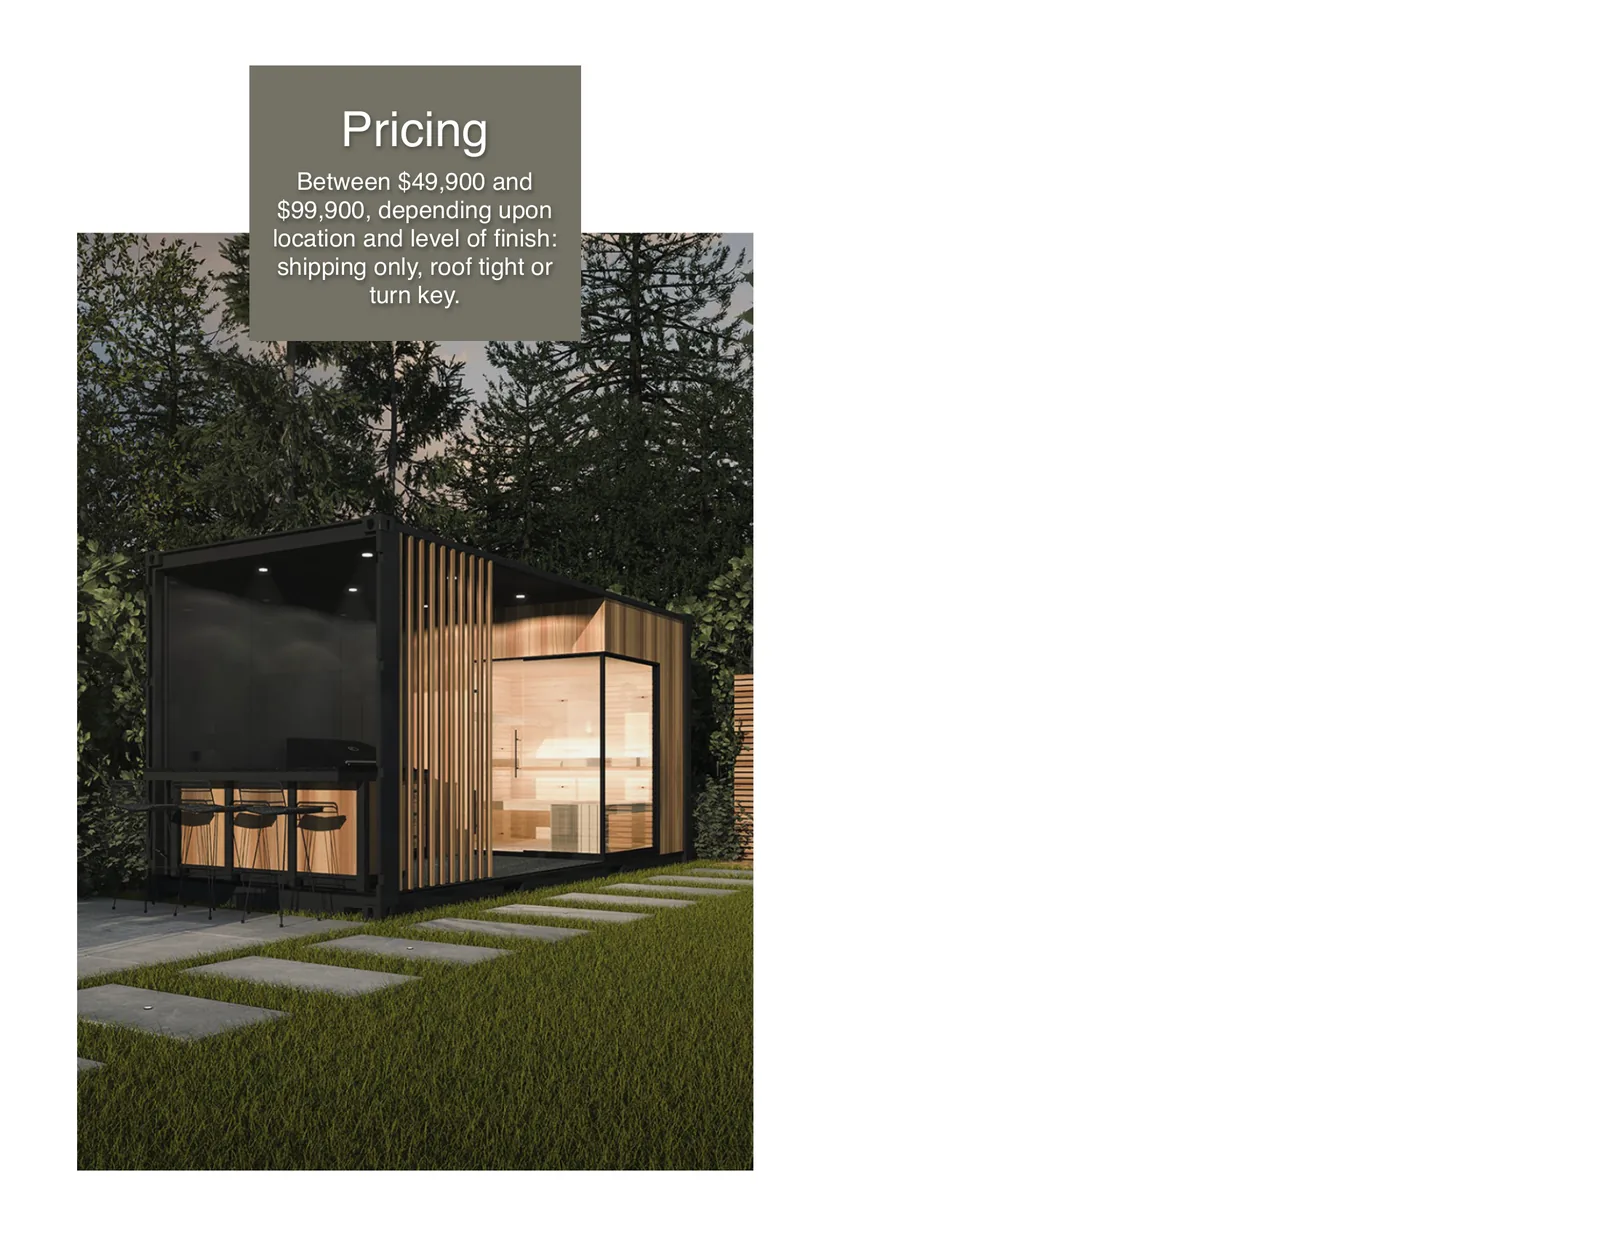 Pricing
Between $49,900 and
$99,900, depending upon
location and level of finish:
shipping only, roof tight or
turn key.